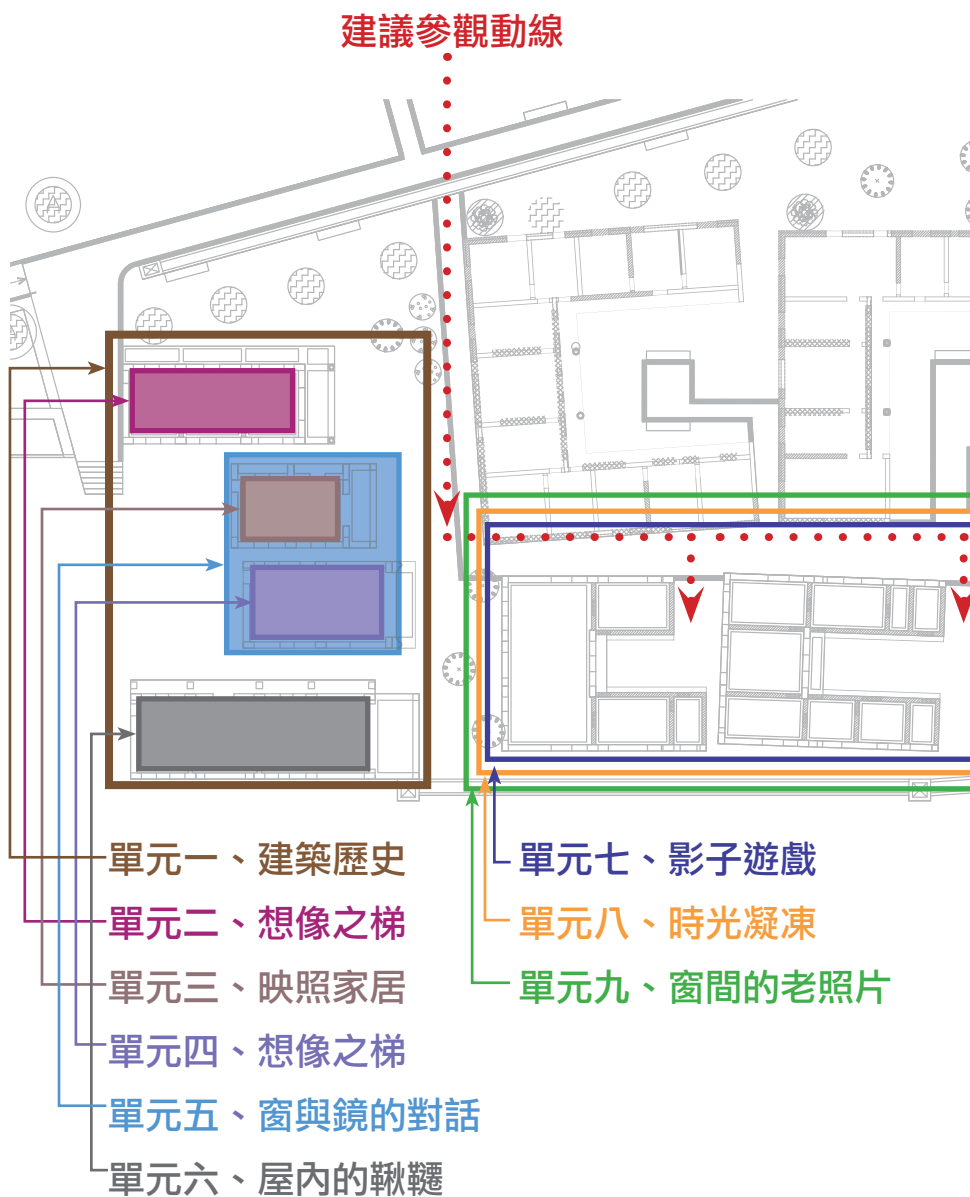 建議參觀動線
單元一、建築歷史
單元二、想像之梯
單元三、映照家居
單元四、想像之梯
單元五、窗與鏡的對話
單元六、屋內的鞦韆
單元七、影子遊戲
單元八、時光凝凍
單元九、窗間的老照片